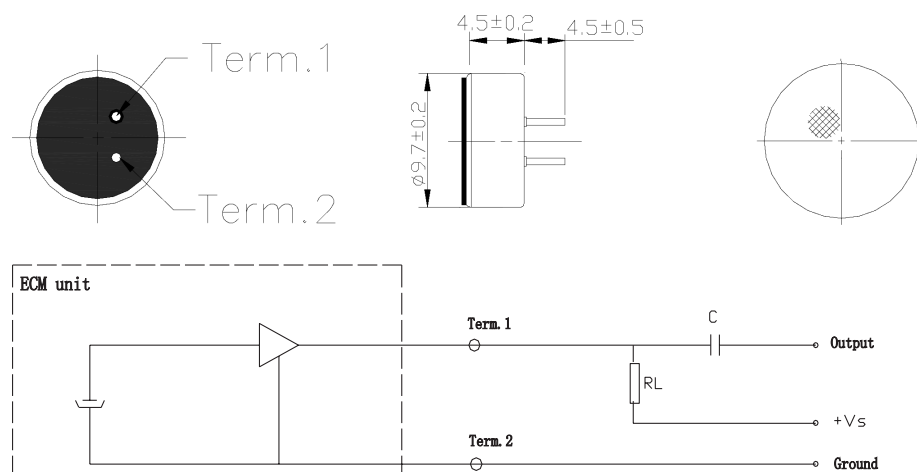 4.5±0.2
4.5±0.5
Term.1
ø9.7±0.2
Term.2
ECM unit
Term.1
C
Output
RL
+Vs
Term.2
Ground